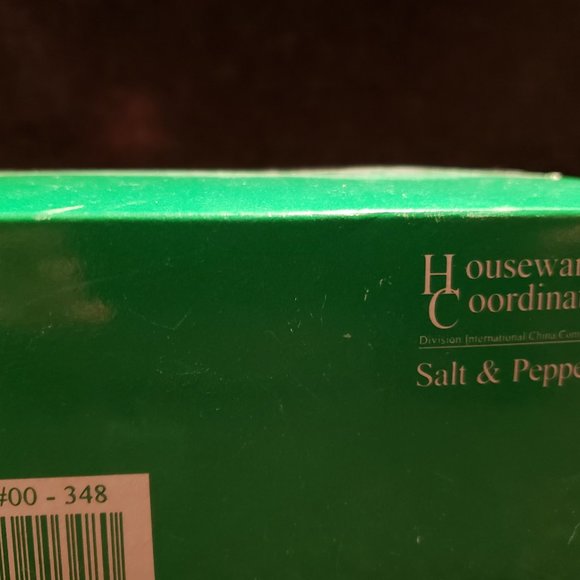 Housewar
Coordina
Division International China Com
Salt & Peppe
#00 - 348